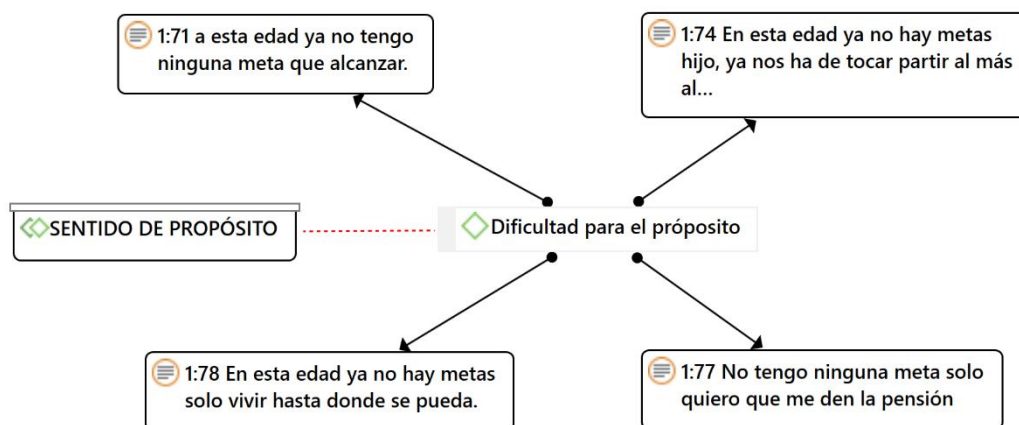 1:71 a esta edad ya no tengo
ninguna meta que alcanzar.
1:74 En esta edad ya no hay metas
hijo, ya nos ha de tocar partir al más
al...
SENTIDO DE PROPÓSITO
Dificultad para el próposito
1:78 En esta edad ya no hay metas
solo vivir hasta donde se pueda.
1:77 No tengo ninguna meta solo
quiero que me den la pensión